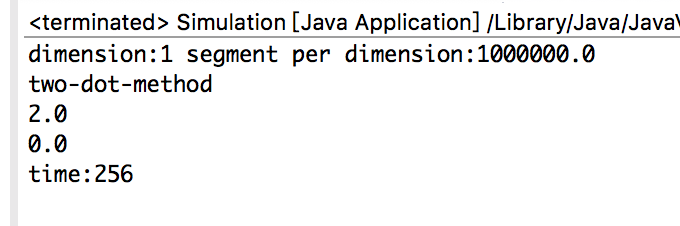 <terminated> Simulation [Java Application] /Library/Java/Java
dimension:1 segment per dimension:1000000.0
two-dot-method
2.0
0.0
time:256